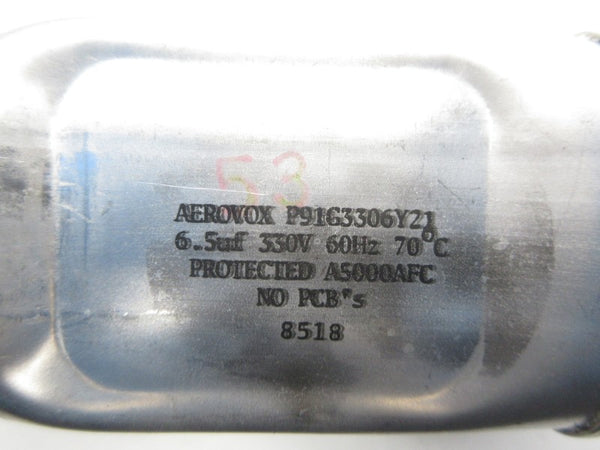 53
AEROVOX P91G3306Y21
6.5uf 330V 60Hz 70°C
PROTECTED A5000AFC
NO PCB"s
8518